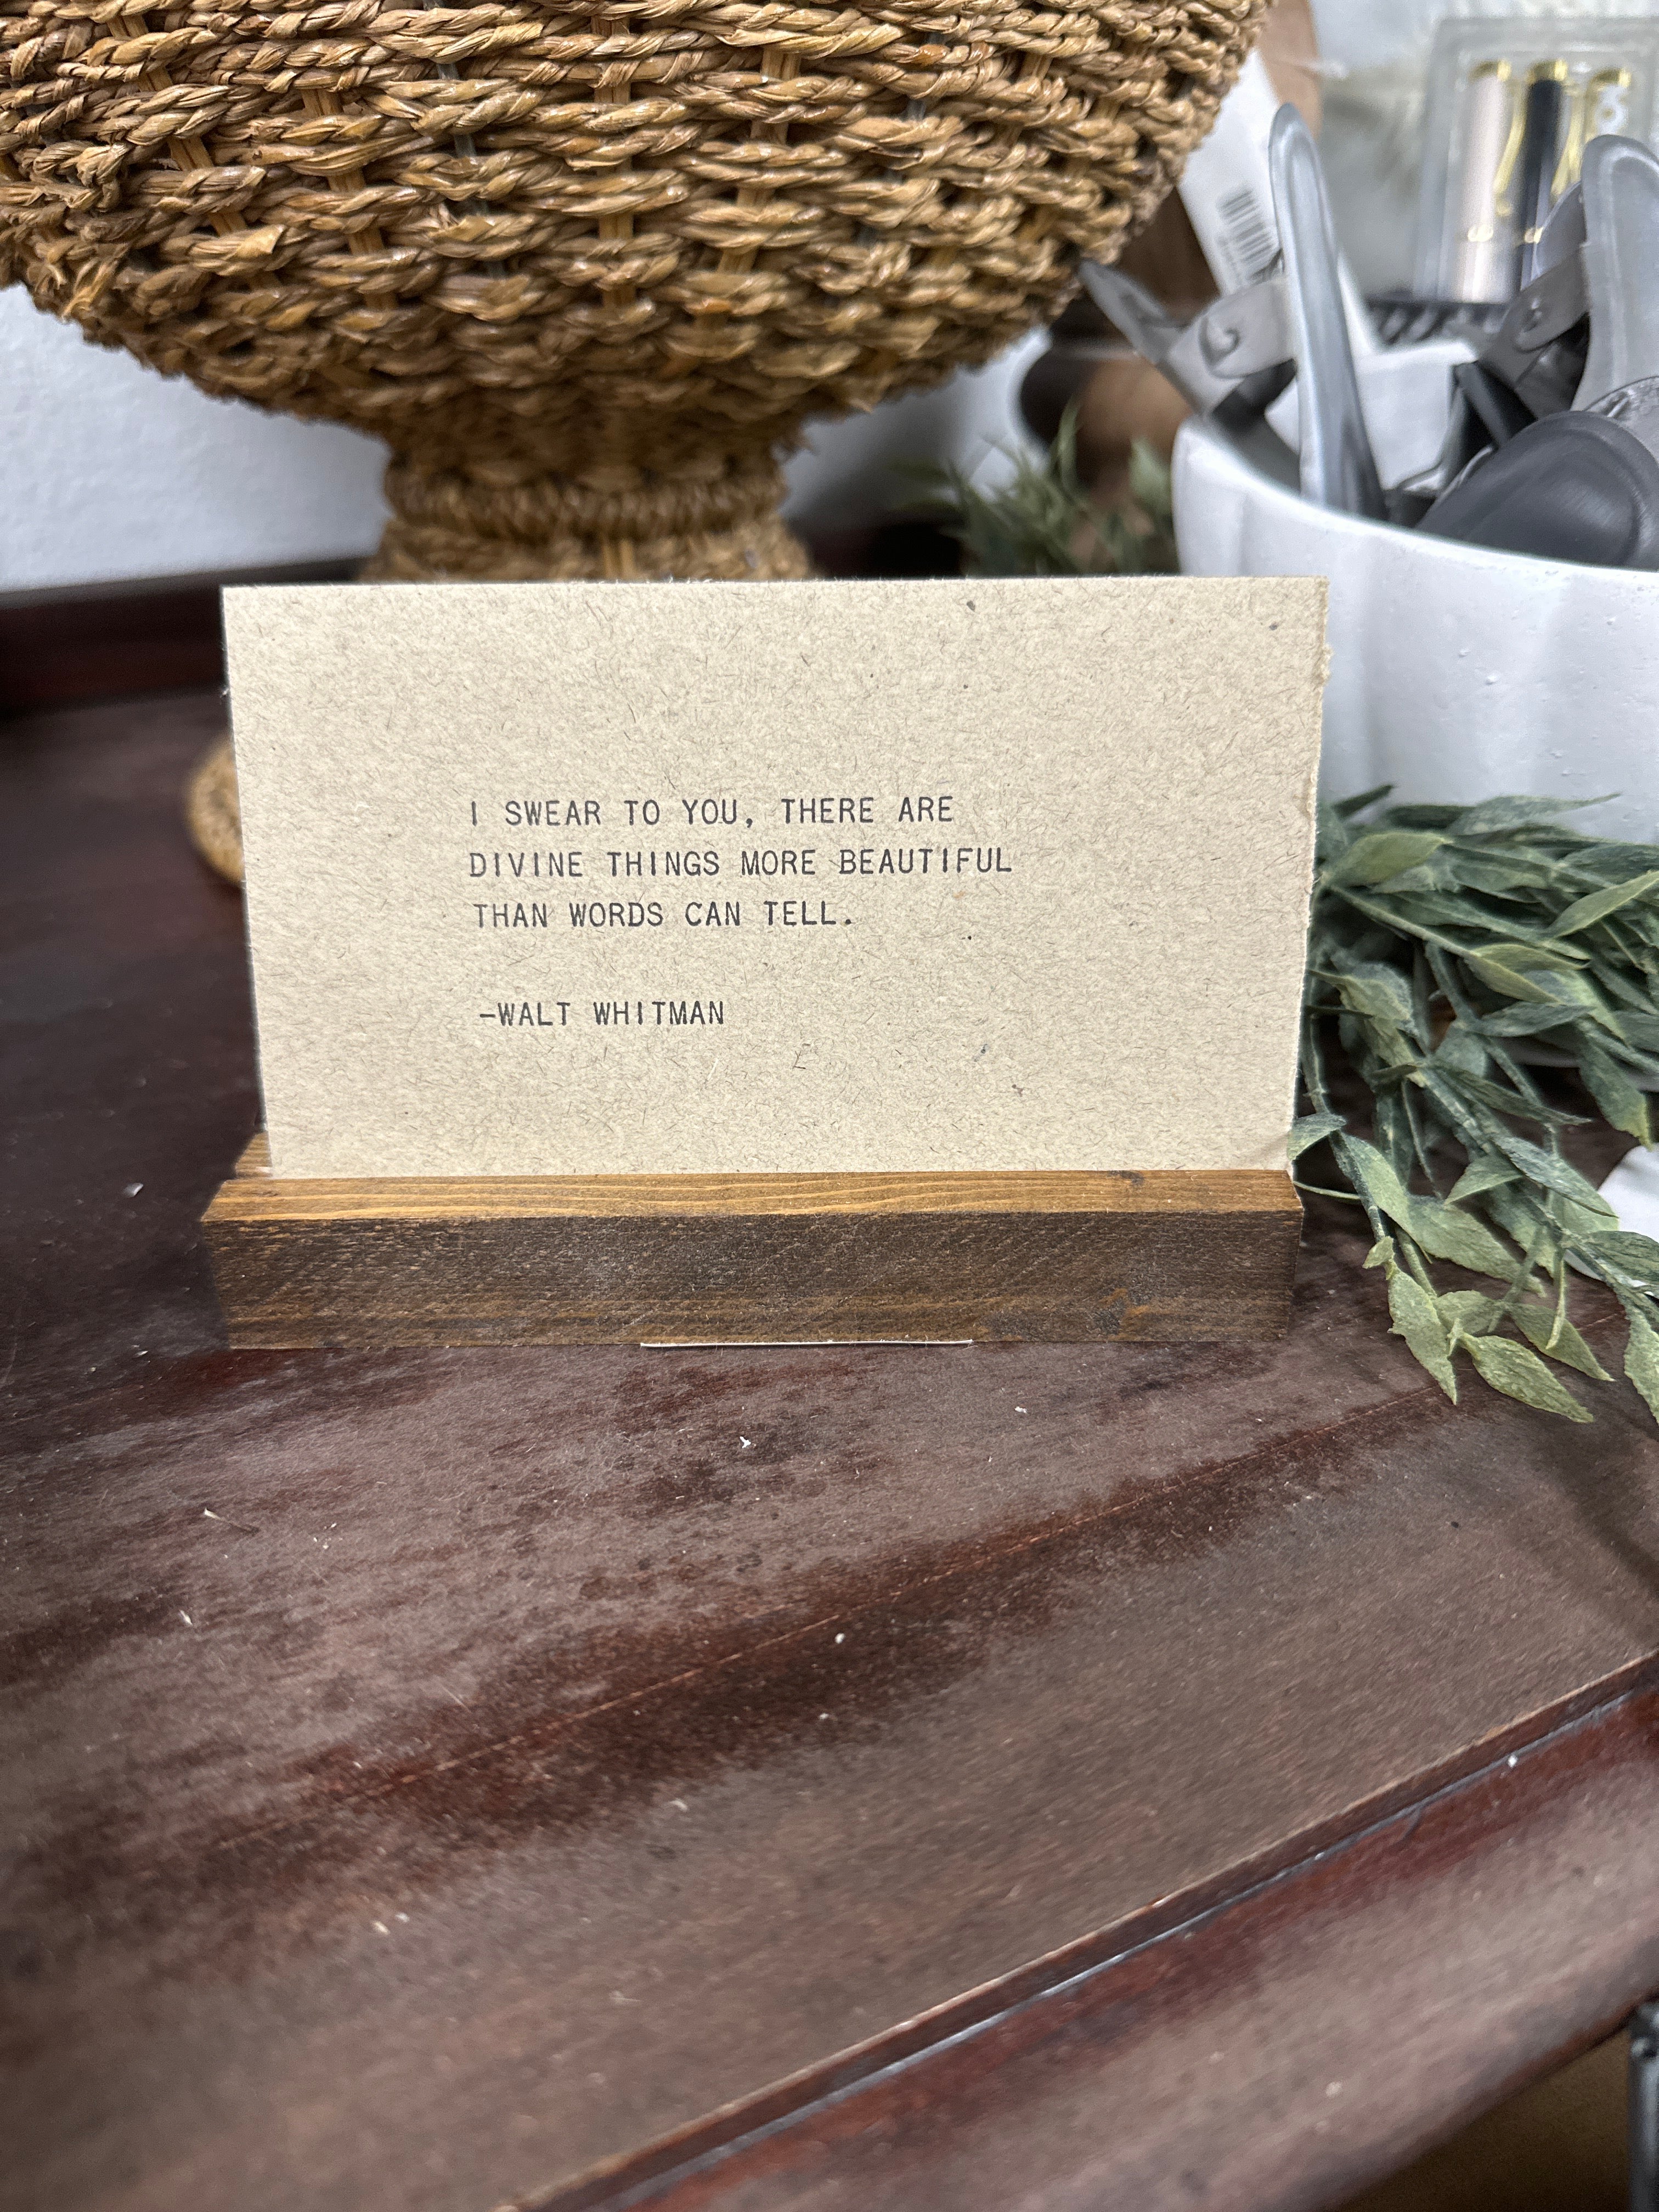 I SWEAR TO YOU, THERE ARE
DIVINE THINGS MORE BEAUTIFUL
THAN WORDS CAN TELL.
-WALT WHITMAN